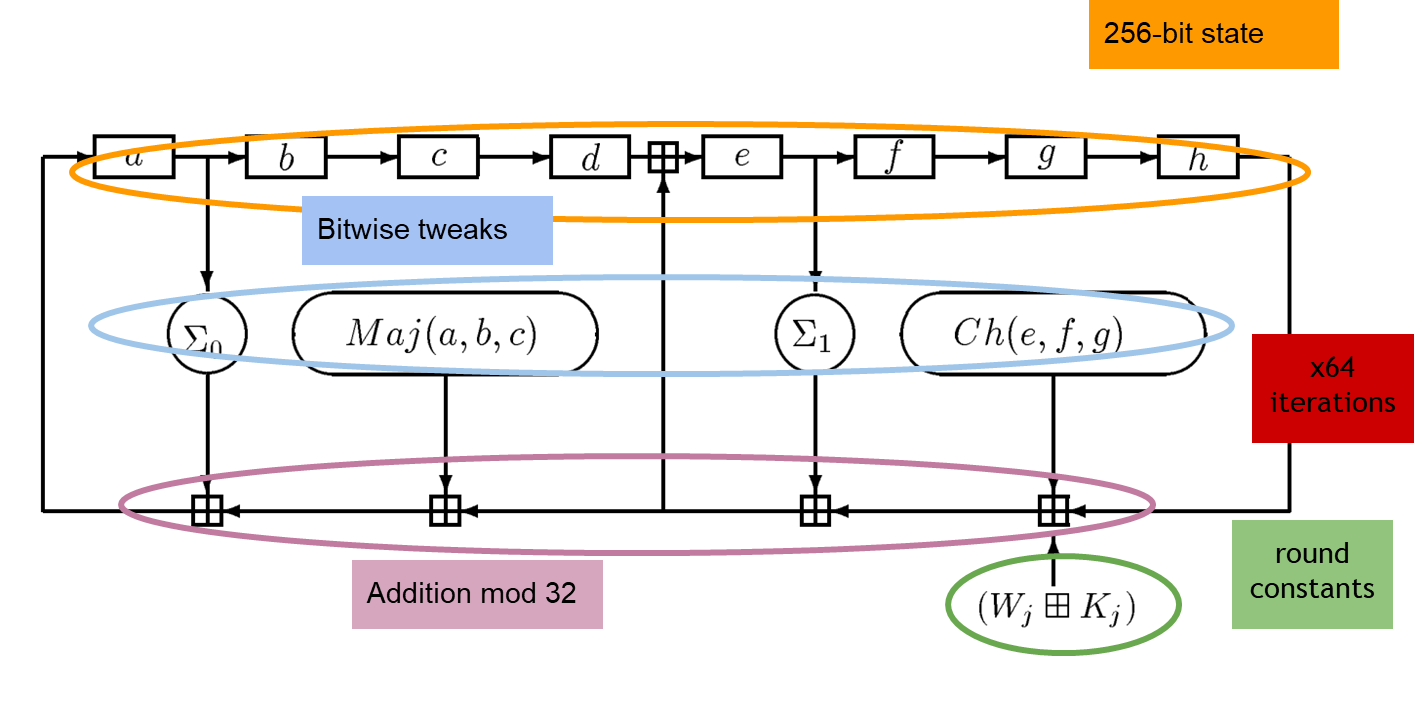 256-bit state
a b c d ⊞ e f g h
Bitwise tweaks
Σ₀ Maj(a, b, c) Σ₁ Ch(e, f, g)
x64
iterations
⊞ ⊞ ⊞ ⊞
Addition mod 32
round
constants
(Wⱼ ⊞ Kⱼ)